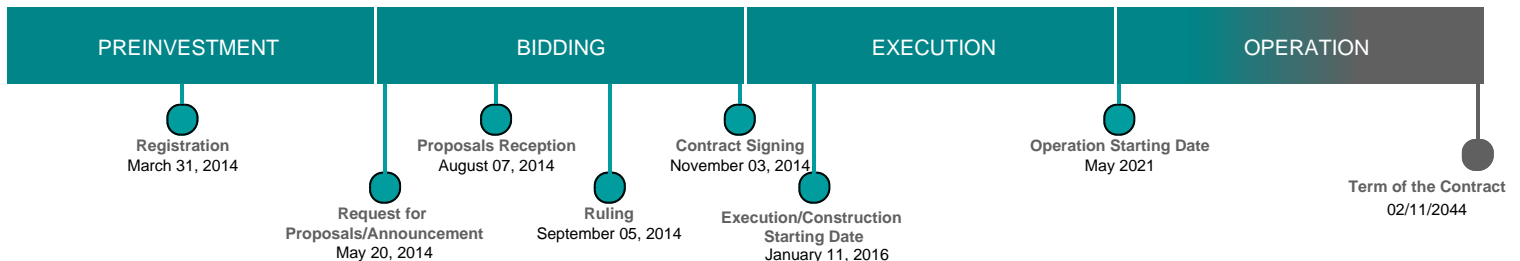 PREINVESTMENT
BIDDING
EXECUTION
OPERATION
Registration
March 31, 2014
Request for
Proposals/Announcement
May 20, 2014
Proposals Reception
August 07, 2014
Ruling
September 05, 2014
Contract Signing
November 03, 2014
Execution/Construction
Starting Date
January 11, 2016
Operation Starting Date
May 2021
Term of the Contract
02/11/2044